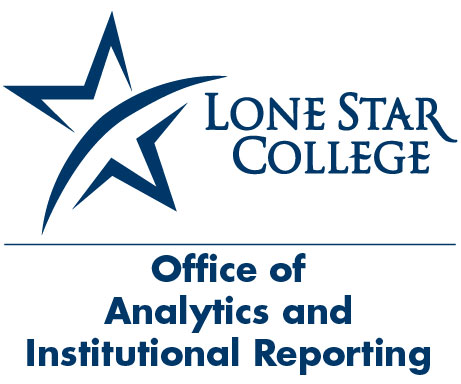 LONE STAR
COLLEGE
Office of
Analytics and
Institutional Reporting